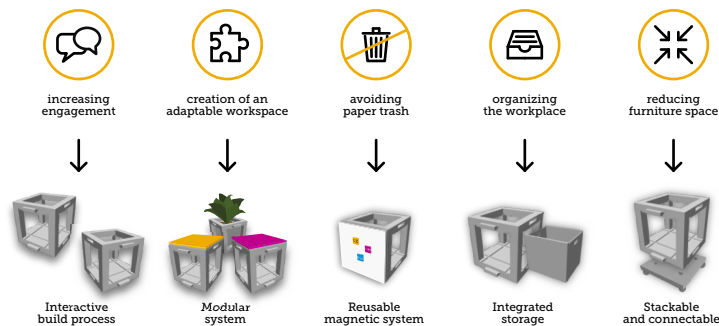 increasing
engagement
creation of an
adaptable workspace
avoiding
paper trash
organizing
the workplace
reducing
furniture space
Interactive
build process
Modular
system
Reusable
magnetic system
Integrated
storage
Stackable
and connectable